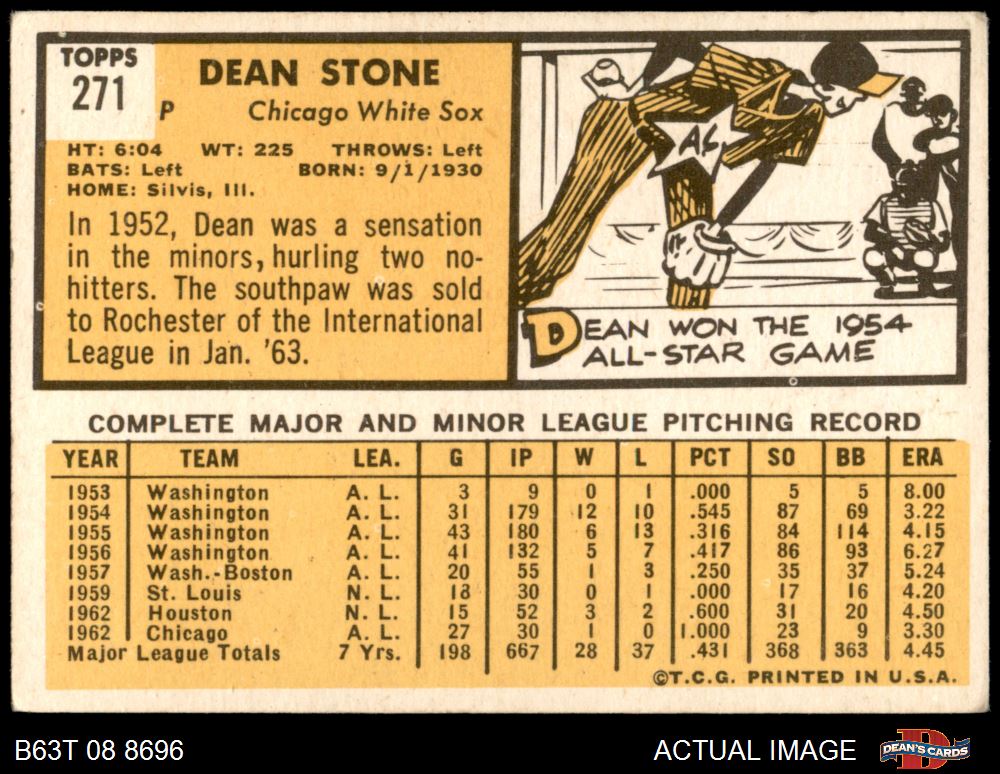 TOPPS
271
DEAN STONE
P Chicago White Sox
HT: 6:04 WT: 225 THROWS: Left
BATS: Left BORN: 9/1/1930
HOME: Silvis, Ill.
In 1952, Dean was a sensation
in the minors, hurling two no-
hitters. The southpaw was sold
to Rochester of the International
League in Jan. '63.
AL
DEAN WON THE 1954
ALL-STAR GAME
COMPLETE MAJOR AND MINOR LEAGUE PITCHING RECORD
YEAR TEAM LEA. G IP W L PCT SO BB ERA
1953 Washington A. L. 3 9 0 1 .000 5 5 8.00
1954 Washington A. L. 31 179 12 10 .545 87 69 3.22
1955 Washington A. L. 43 180 6 13 .316 84 114 4.15
1956 Washington A. L. 41 132 5 7 .417 86 93 6.27
1957 Wash.-Boston A. L. 20 55 1 3 .250 35 37 5.24
1959 St. Louis N. L. 18 30 0 1 .000 17 16 4.20
1962 Houston N. L. 15 52 3 2 .600 31 20 4.50
1962 Chicago A. L. 27 30 1 0 1.000 23 9 3.30
Major League Totals 7 Yrs. 198 667 28 37 .431 368 363 4.45
©T.C.G. PRINTED IN U.S.A.
B63T 08 8696 ACTUAL IMAGE DEAN'S CARDS